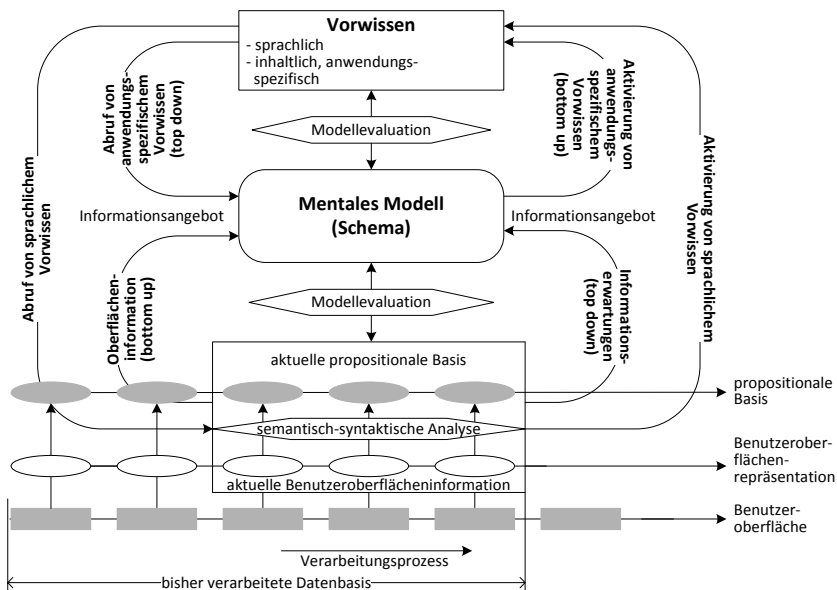 Vorwissen
- sprachlich
- inhaltlich, anwendungs-
spezifisch
Abruf von sprachlichem
Vorwissen
Abruf von
anwendungs-
spezifischem
Vorwissen
(top down)
Modellevaluation
Aktivierung von
anwendungs-
spezifischem
Vorwissen
(bottom up)
Aktivierung von sprachlichem
Vorwissen
Informationsangebot
Mentales Modell
(Schema)
Informationsangebot
Oberflächen-
information
(bottom up)
Modellevaluation
Informations-
erwartungen
(top down)
aktuelle propositionale Basis
propositionale
Basis
semantisch-syntaktische Analyse
Benutzerober-
flächen-
repräsentation
aktuelle Benutzeroberflächeninformation
Benutzer-
oberfläche
Verarbeitungsprozess
bisher verarbeitete Datenbasis